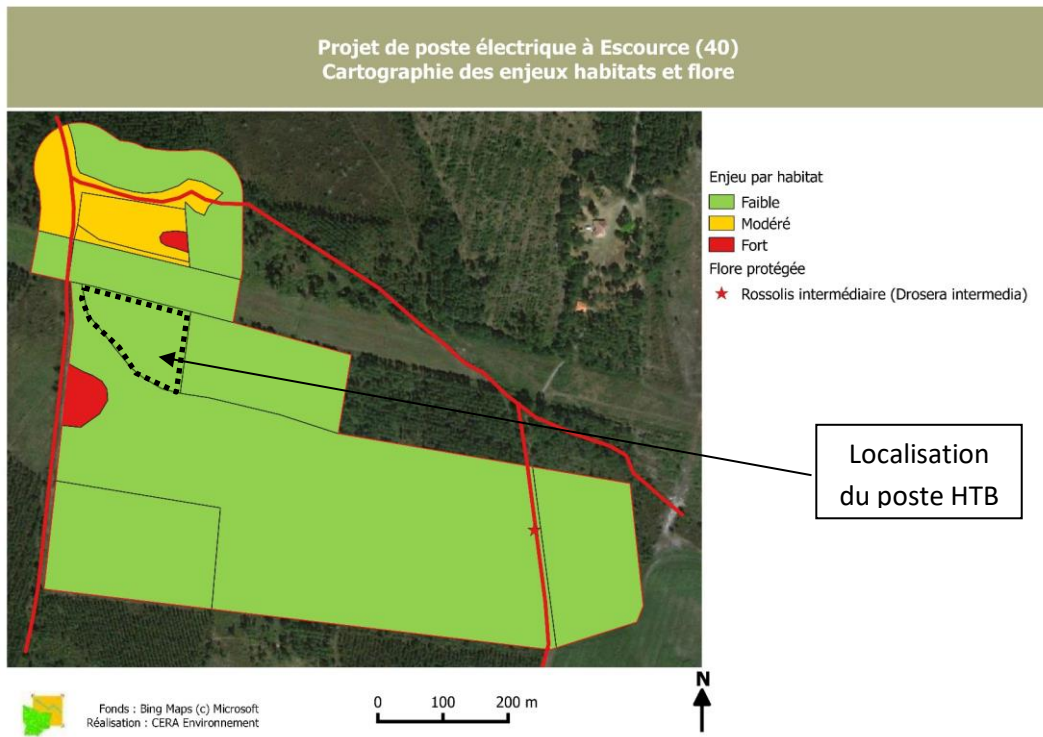 Projet de poste électrique à Escource (40)
Cartographie des enjeux habitats et flore
Enjeu par habitat
Faible
Modéré
Fort
Flore protégée
Rossolis intermédiaire (Drosera intermedia)
Localisation
du poste HTB
Fonds : Bing Maps (c) Microsoft
Réalisation : CERA Environnement
0 100 200 m
N